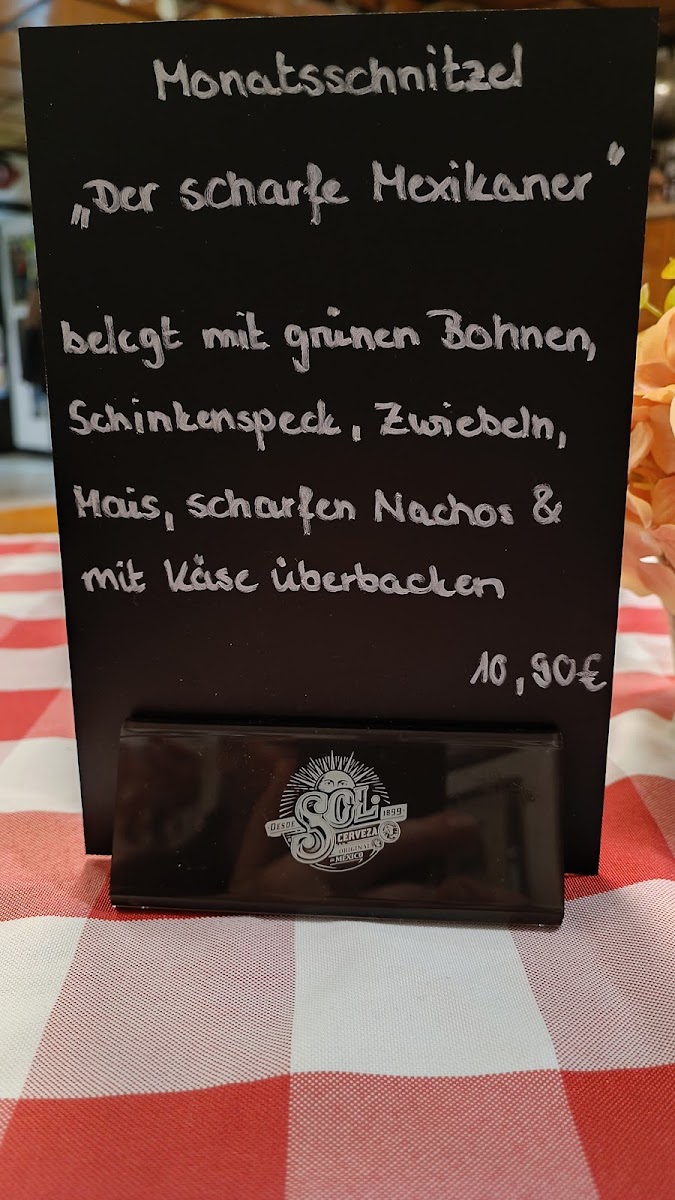 Monatsschnitzel
„Der scharfe Mexikaner"
belegt mit grünen Bohnen,
Schinkenspeck, Zwiebeln,
Mais, scharfen Nachos &
mit Käse überbacken
10,90€
DESDE SOL. 1899
CERVEZA
ORIGINAL
DE MÉXICO